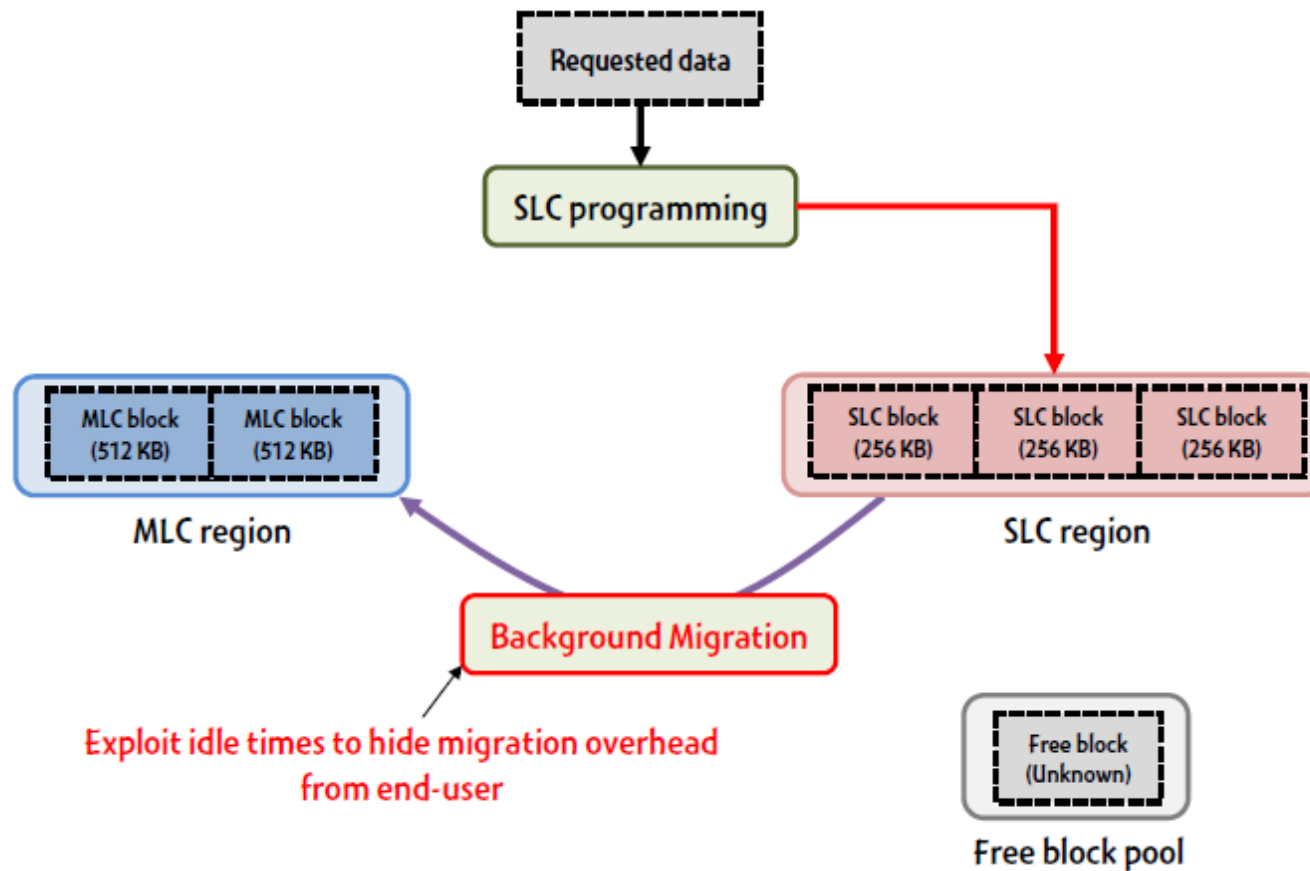 Requested data
SLC programming
MLC block
(512 KB)
MLC block
(512 KB)
MLC region
SLC block
(256 KB)
SLC block
(256 KB)
SLC block
(256 KB)
SLC region
Background Migration
Exploit idle times to hide migration overhead
from end-user
Free block
(Unknown)
Free block pool